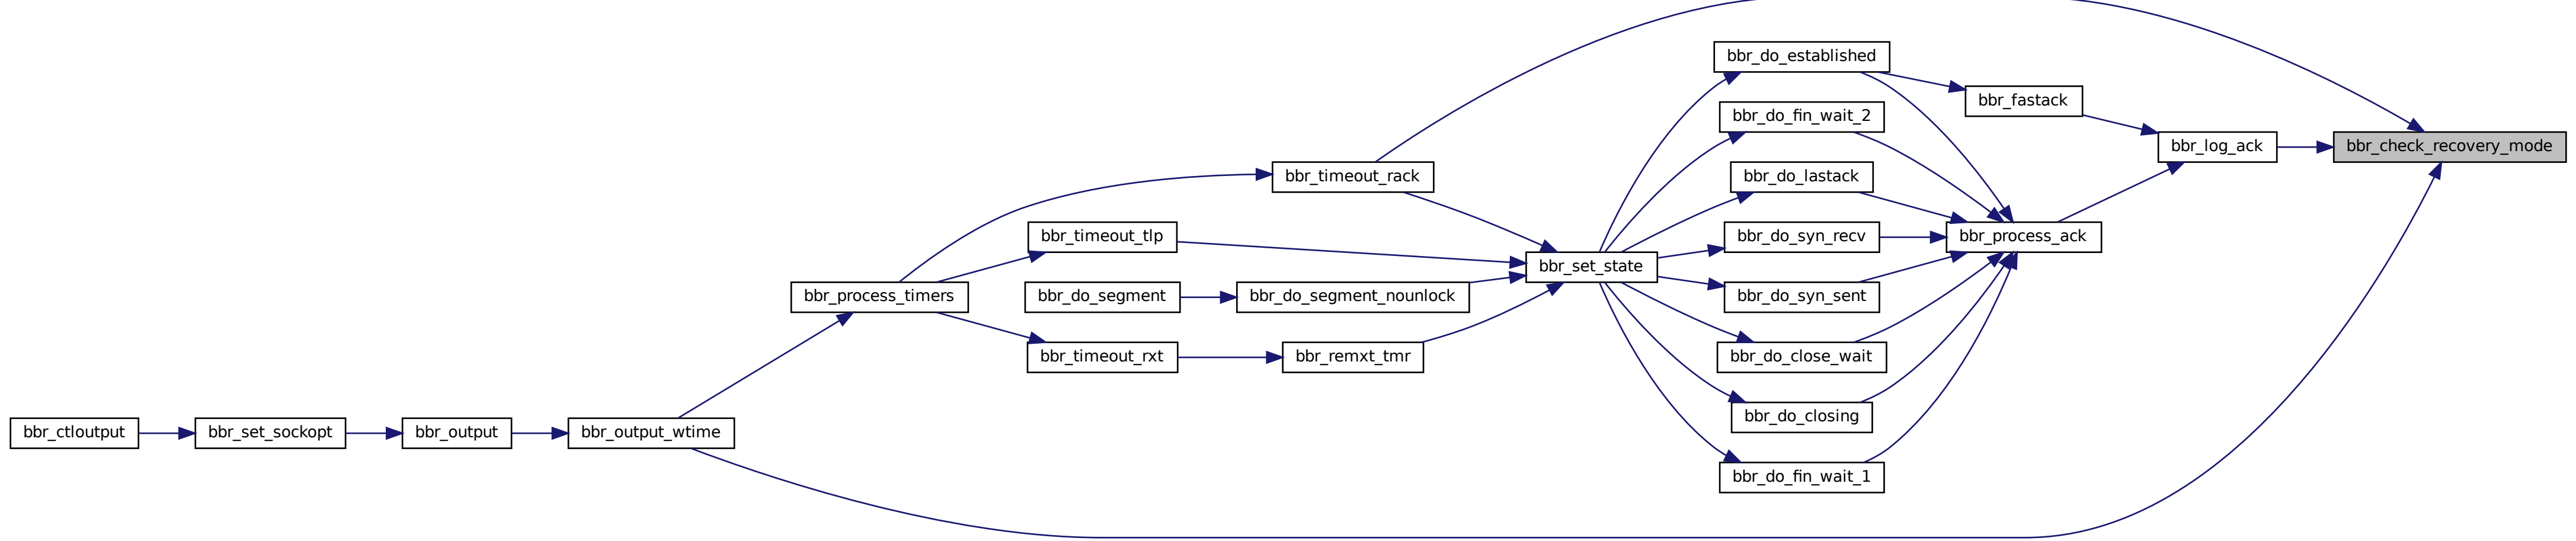 bbr_do_established
bbr_fastack
bbr_do_fin_wait_2
bbr_log_ack
bbr_check_recovery_mode
bbr_timeout_rack
bbr_do_lastack
bbr_timeout_tlp
bbr_do_syn_recv
bbr_process_ack
bbr_set_state
bbr_process_timers
bbr_do_segment
bbr_do_segment_nounlock
bbr_do_syn_sent
bbr_timeout_rxt
bbr_remxt_tmr
bbr_do_close_wait
bbr_do_closing
bbr_ctloutput
bbr_set_sockopt
bbr_output
bbr_output_wtime
bbr_do_fin_wait_1